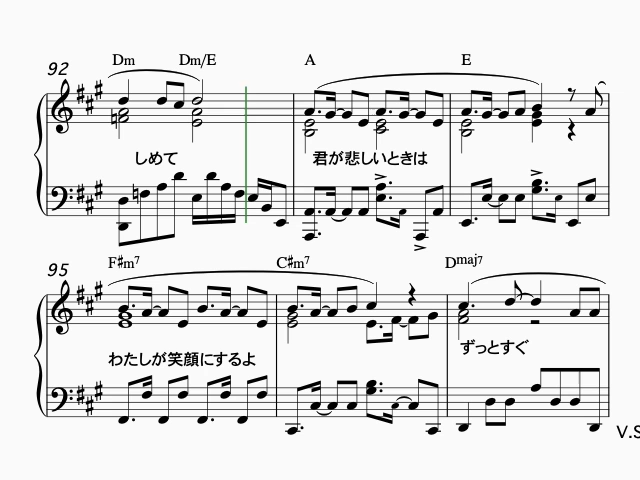 92 Dm Dm/E A E
しめて 君が悲しいときは
95 F♯m7 C♯m7 Dmaj7
わたしが笑顔にするよ ずっとすぐ
V.S